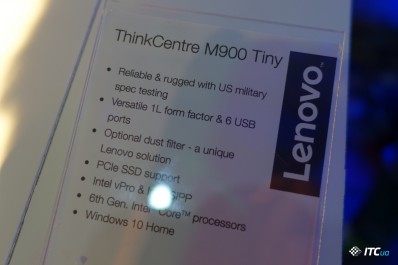 ThinkCentre M900 Tiny
Lenovo
• Reliable & rugged with US military
spec testing
• Versatile 1L form factor & 6 USB
ports
• Optional dust filter - a unique
Lenovo solution
• PCIe SSD support
• Intel vPro &
• 6th Gen. Intel Core™ processors
• Windows 10 Home
ITC.ua